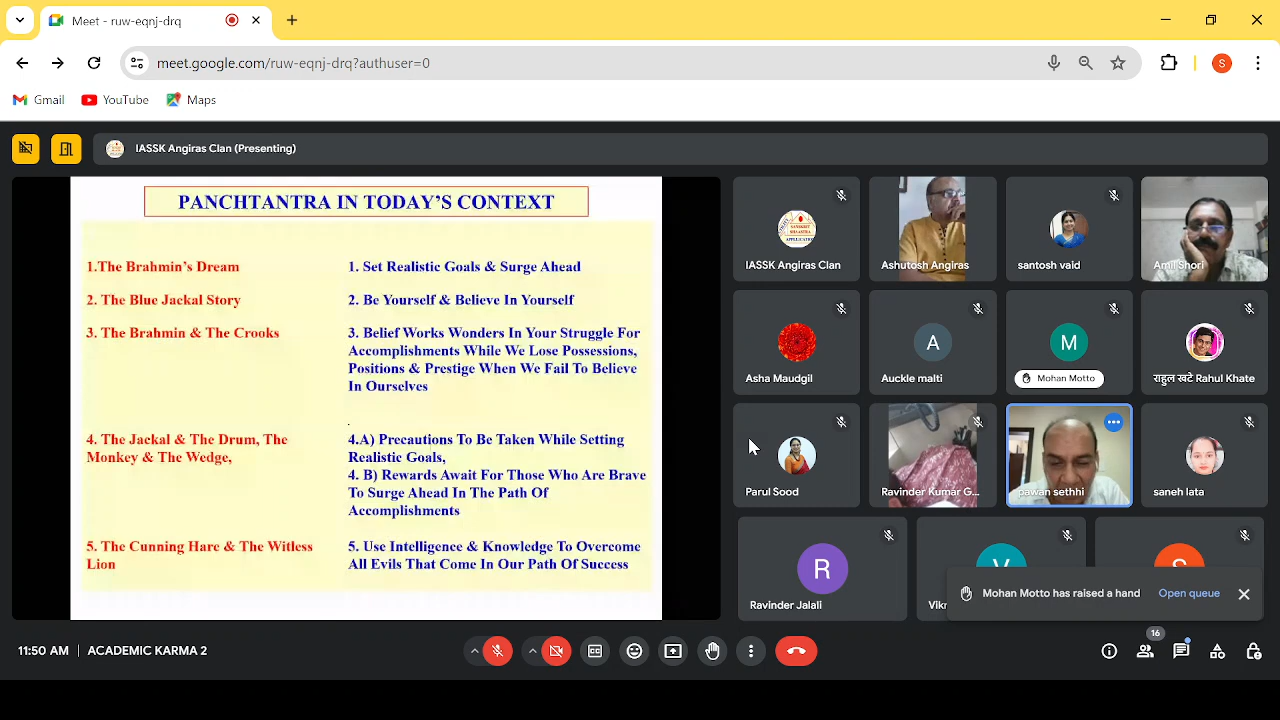 Meet - ruw-eqnj-drq
meet.google.com/ruw-eqnj-drq?authuser=0
S
Gmail
YouTube
Maps
IASSK Angiras Clan (Presenting)
PANCHTANTRA IN TODAY'S CONTEXT
1.The Brahmin's Dream
1. Set Realistic Goals & Surge Ahead
2. The Blue Jackal Story
2. Be Yourself & Believe In Yourself
3. The Brahmin & The Crooks
3. Belief Works Wonders In Your Struggle For
Accomplishments While We Lose Possessions,
Positions & Prestige When We Fail To Believe
In Ourselves
.
4. The Jackal & The Drum, The
Monkey & The Wedge,
4.A) Precautions To Be Taken While Setting
Realistic Goals,
4. B) Rewards Await For Those Who Are Brave
To Surge Ahead In The Path Of
Accomplishments
5. The Cunning Hare & The Witless
Lion
5. Use Intelligence & Knowledge To Overcome
All Evils That Come In Our Path Of Success
SANSKRIT
SHSASTRA
APPLICATION
IASSK Angiras Clan
Ashutosh Angiras
santosh vaid
Amil Shori
Asha Maudgil
A
Auckle malti
M
Mohan Motto
राहुल खटे Rahul Khate
Parul Sood
Ravinder Kumar G...
pawan sethhi
saneh lata
R
Ravinder Jalali
V
Vikr
S
Mohan Motto has raised a hand
Open queue
11:50 AM
ACADEMIC KARMA 2
16